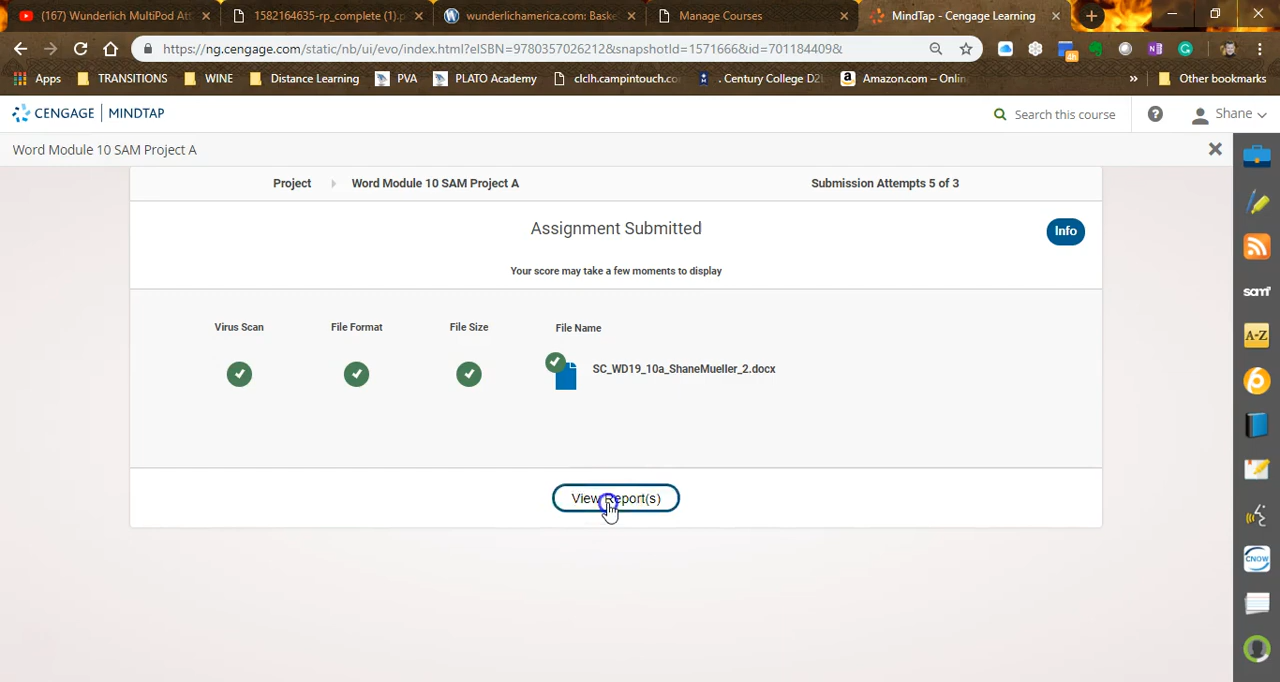 (167) Wunderlich MultiPod Att
1582164635-rp_complete (1).p
wunderlichamerica.com: Baske
Manage Courses
MindTap - Cengage Learning
https://ng.cengage.com/static/nb/ui/evo/index.html?eISBN=9780357026212&snapshotId=1571666&id=701184409&
Apps
TRANSITIONS
WINE
Distance Learning
PVA
PLATO Academy
clclh.campintouch.co
. Century College D2
Amazon.com – Onlin
»
Other bookmarks
CENGAGE | MINDTAP
Search this course
?
Shane
Word Module 10 SAM Project A
Project
Word Module 10 SAM Project A
Submission Attempts 5 of 3
Assignment Submitted
Info
Your score may take a few moments to display
Virus Scan
File Format
File Size
File Name
SC_WD19_10a_ShaneMueller_2.docx
View Report(s)
sam
A-Z
CNOW